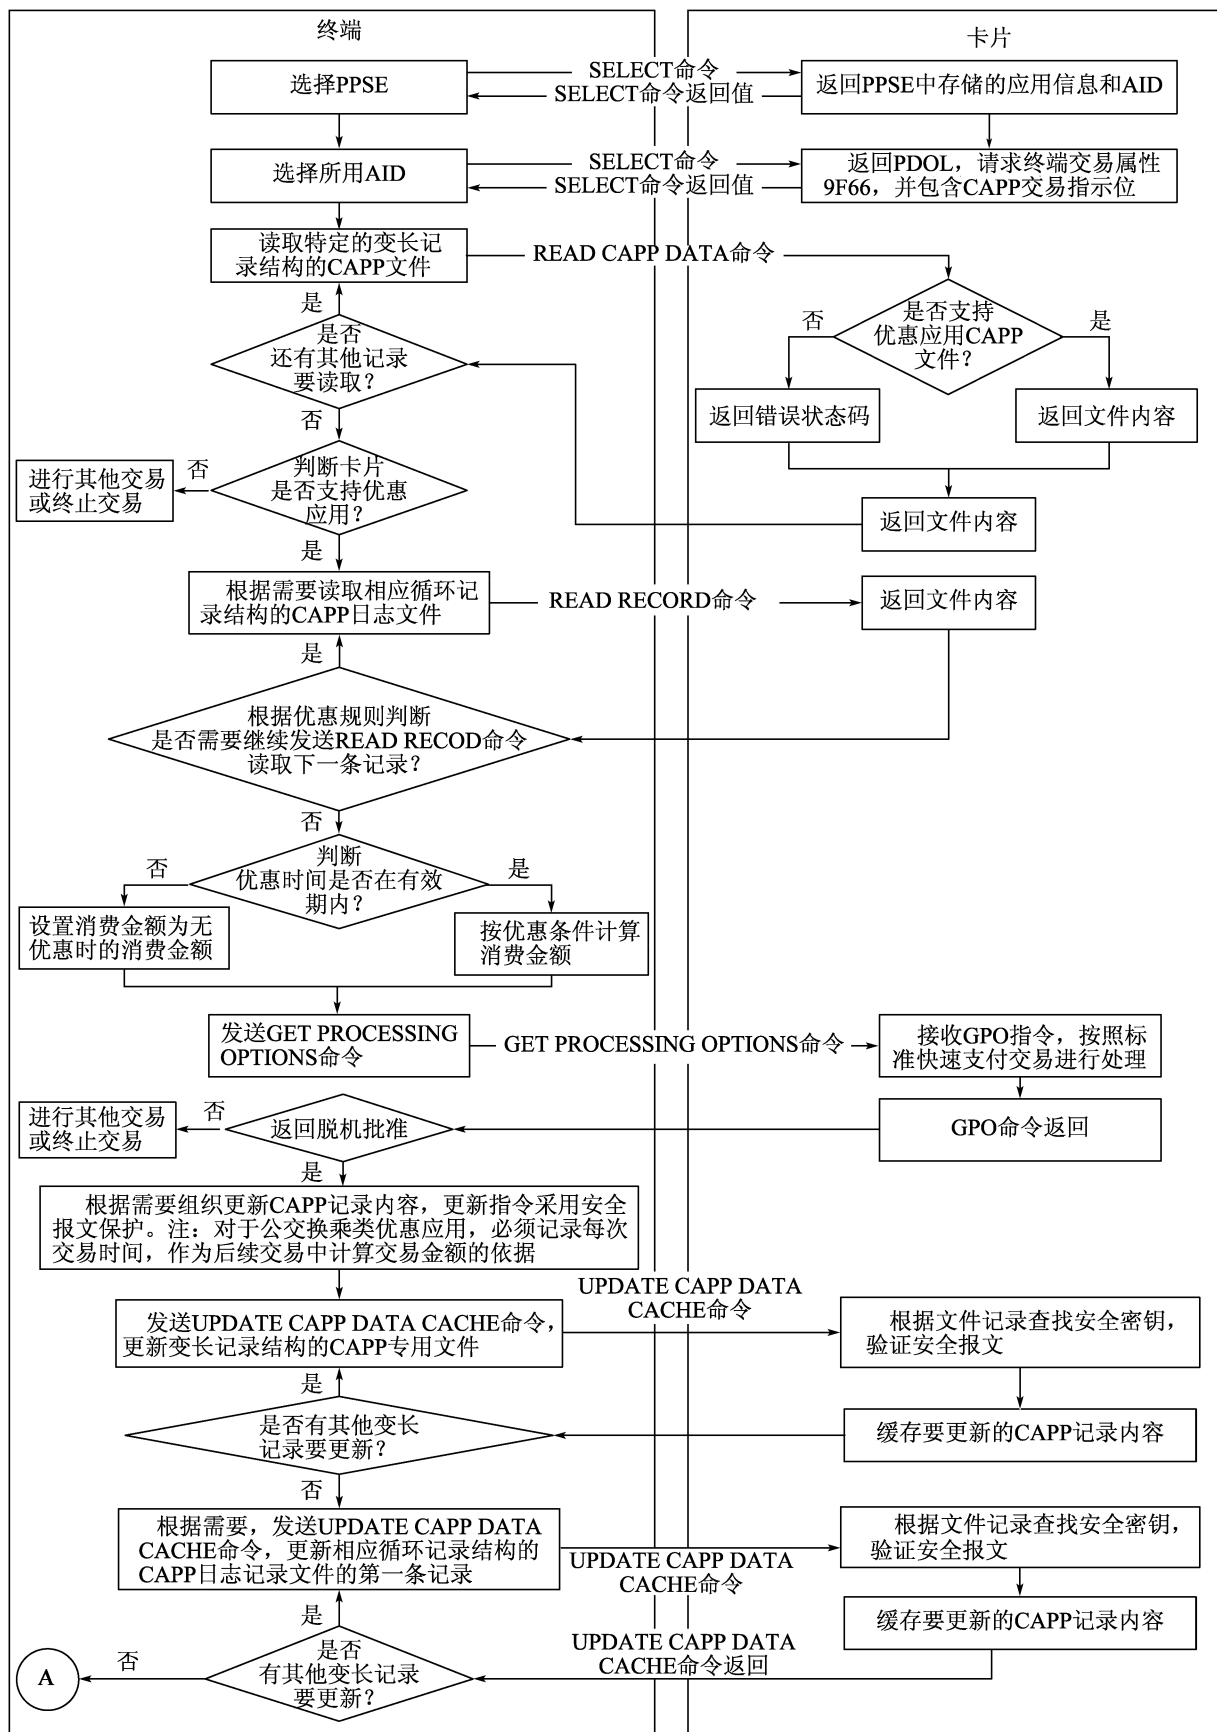 终端
卡片
选择PPSE
SELECT命令
SELECT命令返回值
返回PPSE中存储的应用信息和AID
选择所用AID
SELECT命令
SELECT命令返回值
返回PDOL，请求终端交易属性
9F66，并包含CAPP交易指示位
读取特定的变长记
录结构的CAPP文件
READ CAPP DATA命令
是
是否
还有其他记录
要读取？
否
是否支持
优惠应用CAPP
文件？
否
是
返回错误状态码
返回文件内容
判断卡片
是否支持优惠
应用？
否
进行其他交易
或终止交易
返回文件内容
是
根据需要读取相应循环记
录结构的CAPP日志文件
READ RECORD命令
返回文件内容
是
根据优惠规则判断
是否需要继续发送READ RECOD命令
读取下一条记录？
否
判断
优惠时间是否在有效
期内？
否
是
设置消费金额为无
优惠时的消费金额
按优惠条件计算
消费金额
发送GET PROCESSING
OPTIONS命令
GET PROCESSING OPTIONS命令
接收GPO指令，按照标
准快速支付交易进行处理
进行其他交易
或终止交易
否
返回脱机批准
GPO命令返回
是
根据需要组织更新CAPP记录内容，更新指令采用安全
报文保护。注：对于公交换乘类优惠应用，必须记录每次
交易时间，作为后续交易中计算交易金额的依据
UPDATE CAPP DATA
CACHE命令
发送UPDATE CAPP DATA CACHE命令，
更新变长记录结构的CAPP专用文件
根据文件记录查找安全密钥，
验证安全报文
是
是否有其他变长
记录要更新？
缓存要更新的CAPP记录内容
否
根据需要，发送UPDATE CAPP DATA
CACHE命令，更新相应循环记录结构的
CAPP日志记录文件的第一条记录
UPDATE CAPP DATA
CACHE命令
根据文件记录查找安全密钥，
验证安全报文
是
缓存要更新的CAPP记录内容
UPDATE CAPP DATA
CACHE命令返回
是否
有其他变长记录
要更新？
否
A